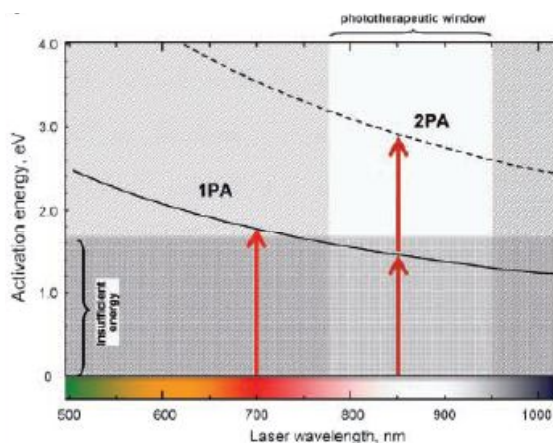 phototherapeutic window
4.0
3.0
2.0
1.0
0
Activation energy, eV
1PA
2PA
Insufficient
energy
500 600 700 800 900 1000
Laser wavelength, nm